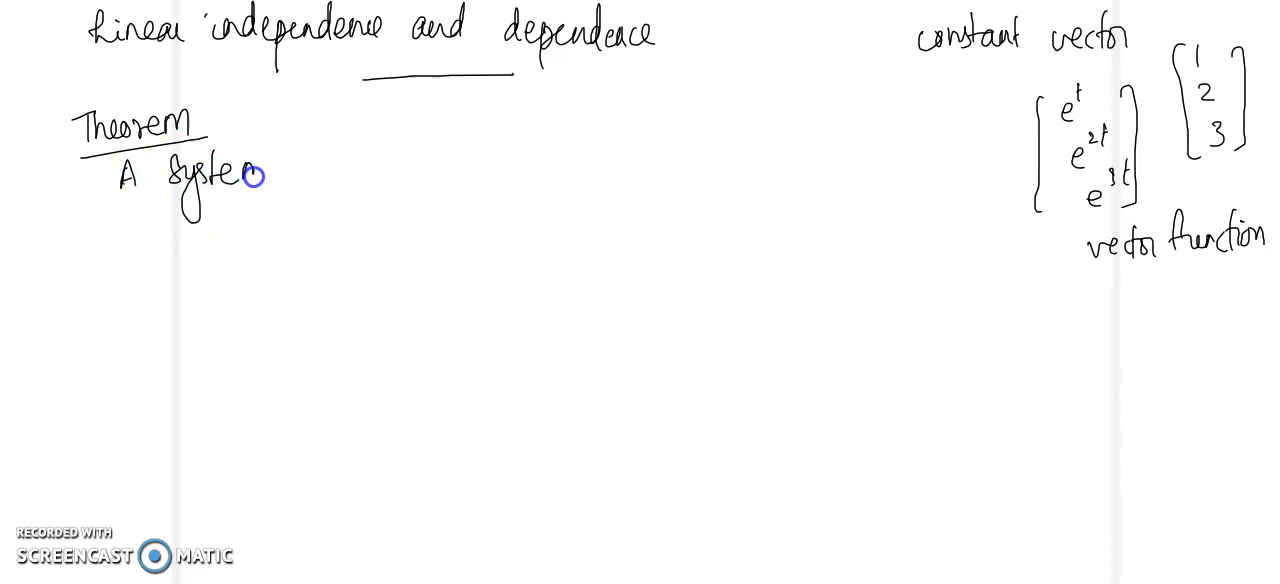 Linear independence and dependence
Theorem
A System
constant vector
[1
2
3]
[e^t
e^2t
e^3t]
vector function
RECORDED WITH
SCREENCAST MATIC